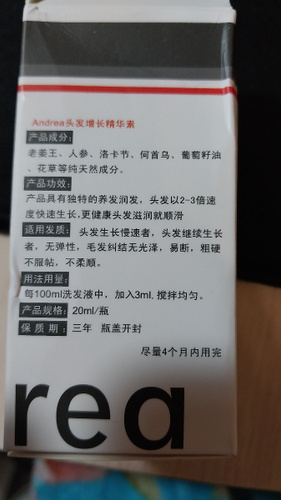 Andrea头发增长精华素
产品成分:
老姜王、人参、洛卡节、何首乌、葡萄籽油
、花草等纯天然成分。
产品功效:
产品具有独特的养发润发，头发以2-3倍速
度快速生长,更健康头发滋润就顺滑
适用发质: 头发生长慢速者，头发继续生长
者，无弹性，毛发纠结无光泽，易断，粗硬
不服帖，不柔顺。
用法用量:
每100ml洗发液中，加入3ml,搅拌均匀。
产品规格: 20ml/瓶
保质期: 三年 瓶盖开封
尽量4个月内用完
rea